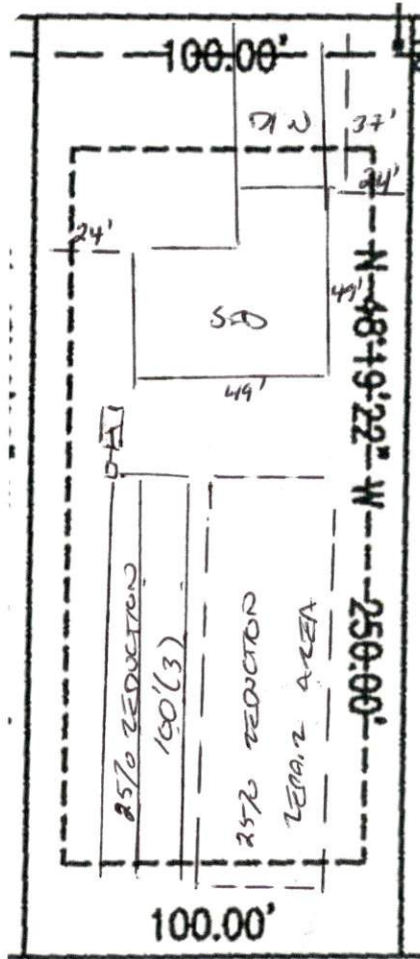 100.00'
D/W
37'
24'
24'
49'
SFD
49'
N 48°19'22" W
250.00'
25% REDUCTION
100'(3)
25% REDUCTION
REPAIR AREA
100.00'